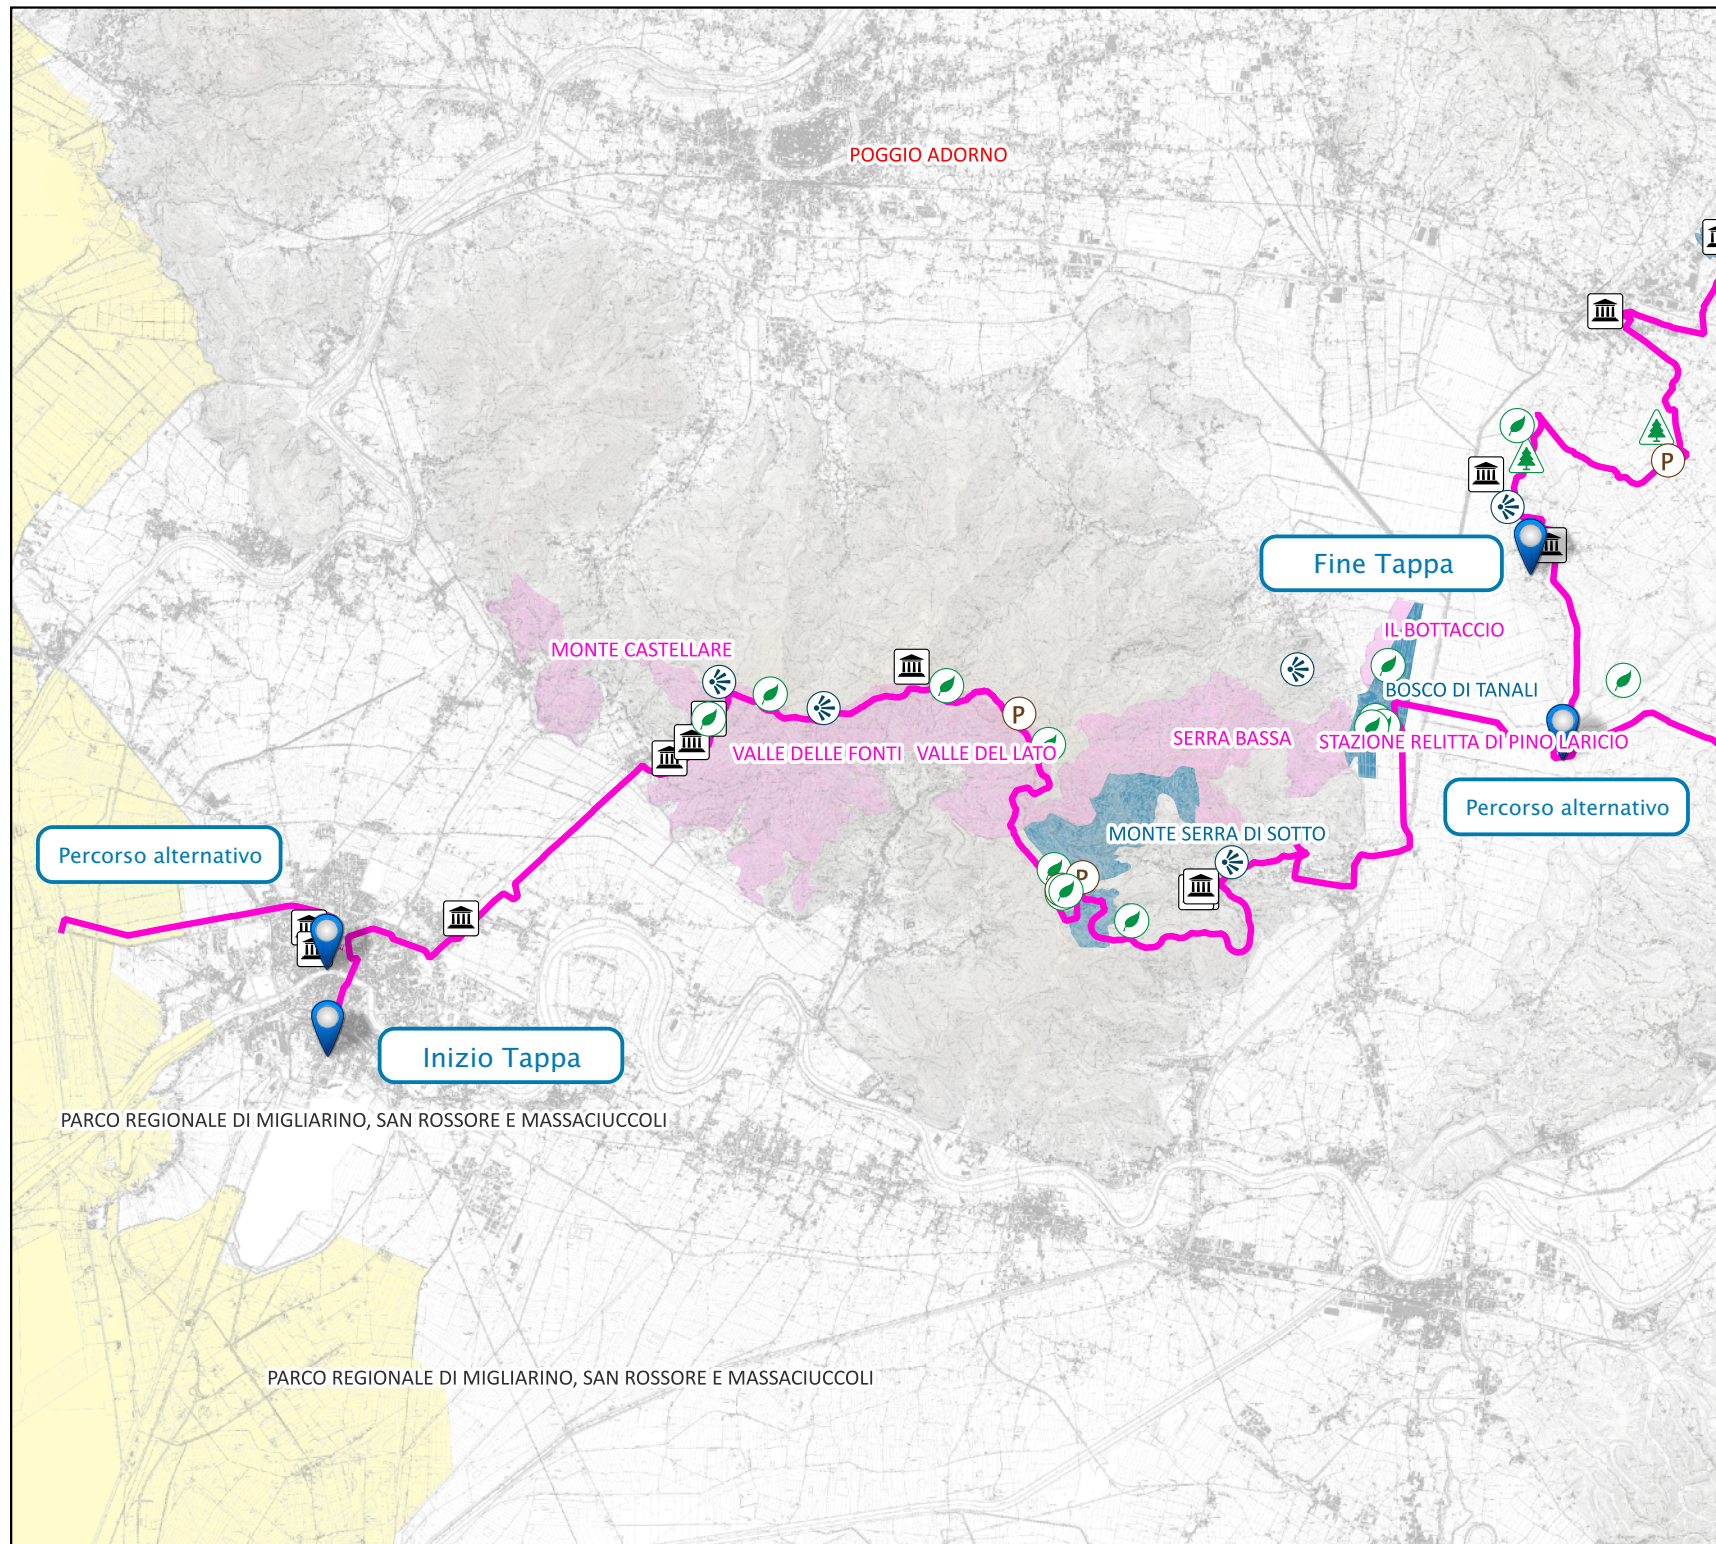 POGGIO ADORNO
Fine Tappa
IL BOTTACCIO
MONTE CASTELLARE
BOSCO DI TANALI
P
P
VALLE DELLE FONTI
VALLE DEL LATO
SERRA BASSA
STAZIONE RELITTA DI PINO LARICIO
Percorso alternativo
MONTE SERRA DI SOTTO
Percorso alternativo
P
Inizio Tappa
PARCO REGIONALE DI MIGLIARINO, SAN ROSSORE E MASSACIUCCOLI
PARCO REGIONALE DI MIGLIARINO, SAN ROSSORE E MASSACIUCCOLI